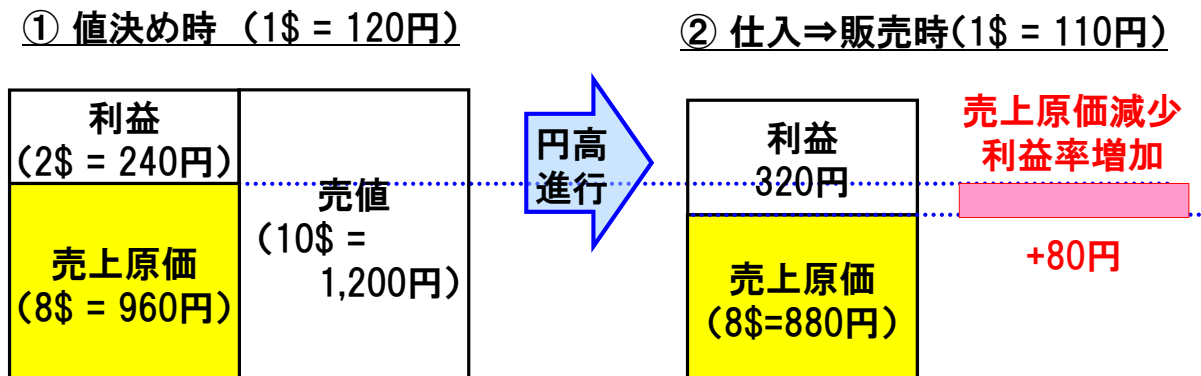 ① 値決め時 （1$ = 120円）
利益
（2$ = 240円）
売上原価
（8$ = 960円）
売値
（10$ =
1,200円）
円高
進行
② 仕入⇒販売時（1$ = 110円）
利益
320円
売上原価
（8$=880円）
売上原価減少
利益率増加
+80円